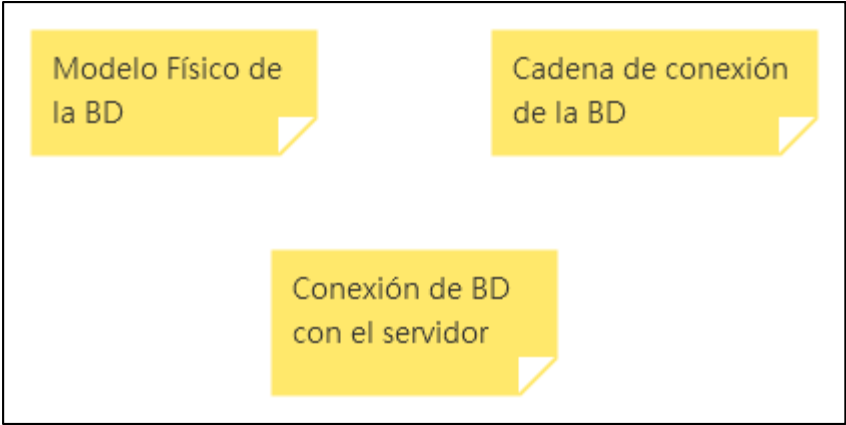 Modelo Físico de
la BD
Cadena de conexión
de la BD
Conexión de BD
con el servidor